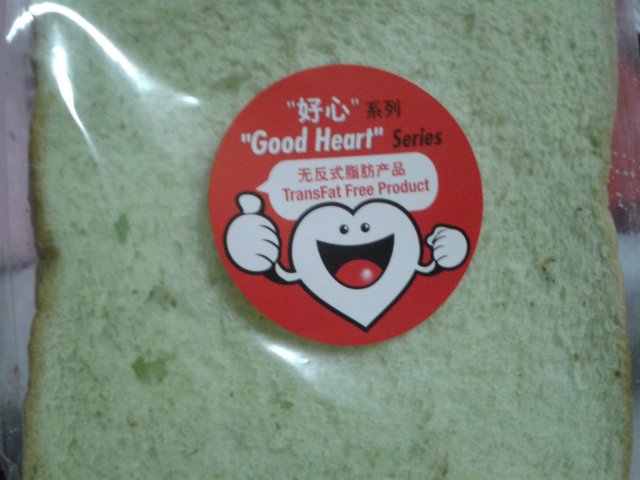 "好心" 系列
"Good Heart" Series
无反式脂肪产品
TransFat Free Product